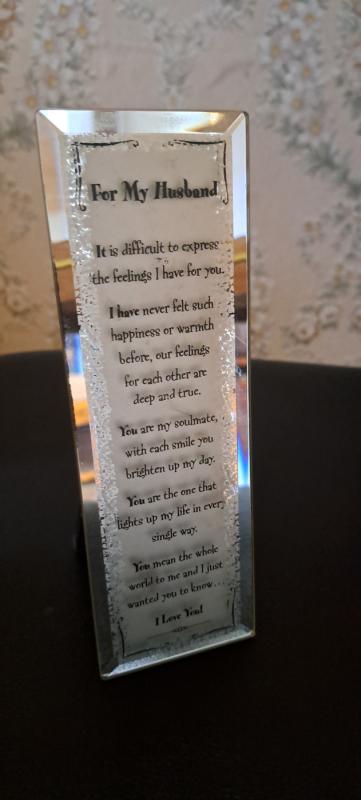 For My Husband
It is difficult to express
the feelings I have for you.
I have never felt such
happiness or warmth
before, our feelings
for each other are
deep and true.
You are my soulmate,
with each smile you
brighten up my day.
You are the one that
lights up my life in every
single way.
You mean the whole
world to me and I just
wanted you to know...
I Love You!